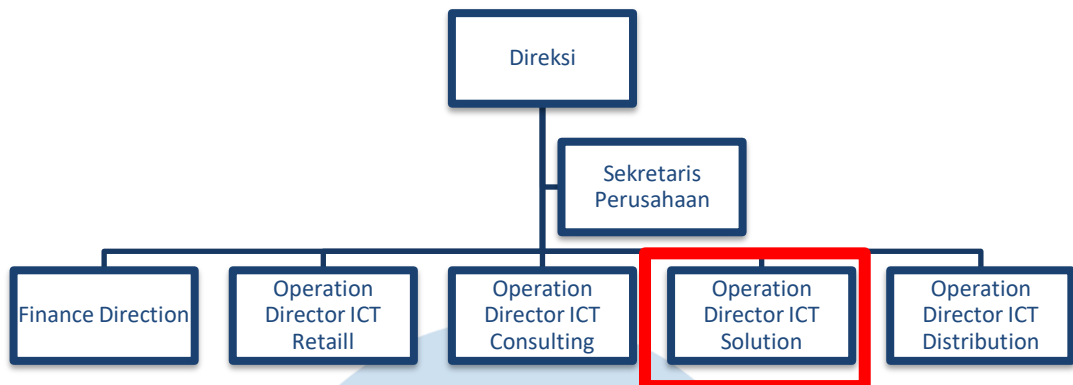 Direksi
Sekretaris
Perusahaan
Finance Direction
Operation
Director ICT
Retaill
Operation
Director ICT
Consulting
Operation
Director ICT
Solution
Operation
Director ICT
Distribution